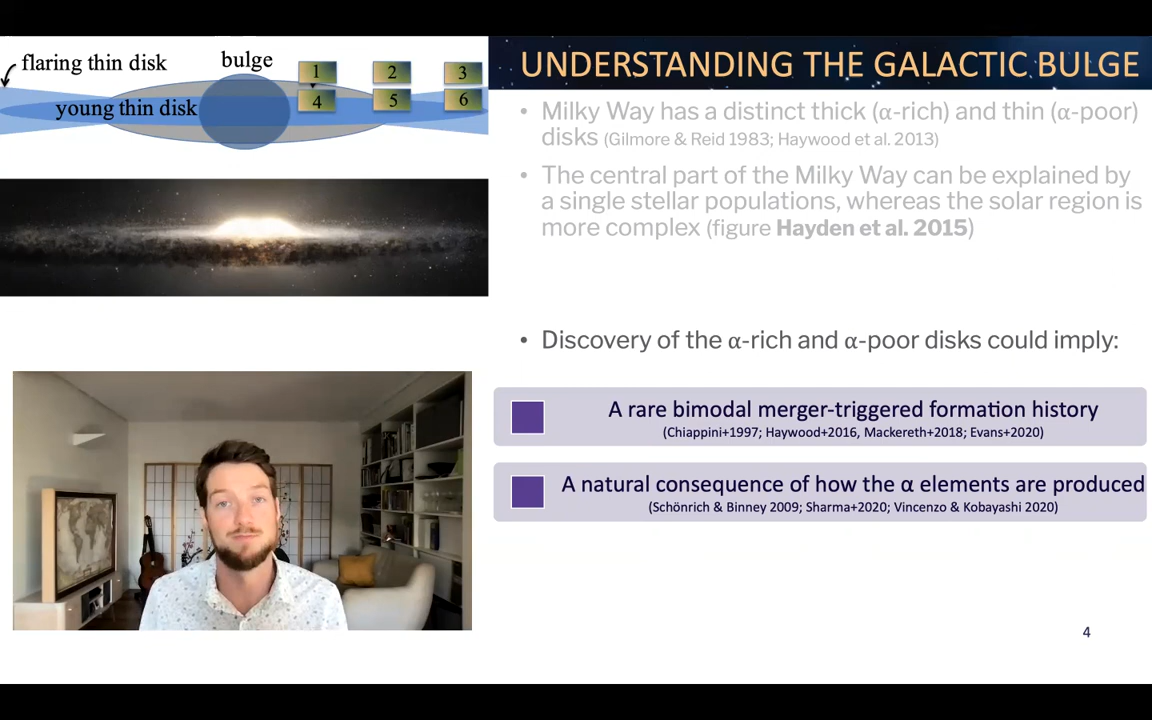 flaring thin disk
bulge
young thin disk
1
2
3
4
5
6
UNDERSTANDING THE GALACTIC BULGE
• Milky Way has a distinct thick (α-rich) and thin (α-poor)
disks (Gilmore & Reid 1983; Haywood et al. 2013)
• The central part of the Milky Way can be explained by
a single stellar populations, whereas the solar region is
more complex (figure Hayden et al. 2015)
• Discovery of the α-rich and α-poor disks could imply:
A rare bimodal merger-triggered formation history
(Chiappini+1997; Haywood+2016, Mackereth+2018; Evans+2020)
A natural consequence of how the α elements are produced
(Schönrich & Binney 2009; Sharma+2020; Vincenzo & Kobayashi 2020)
4